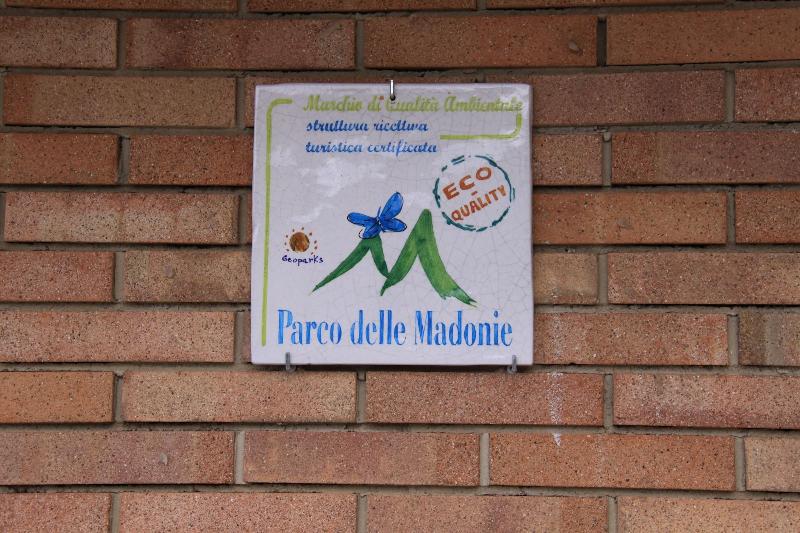 Marchio di Qualità Ambientale
struttura ricettiva
turistica certificata
ECO
-
QUALITY
Geoparks
Parco delle Madonie